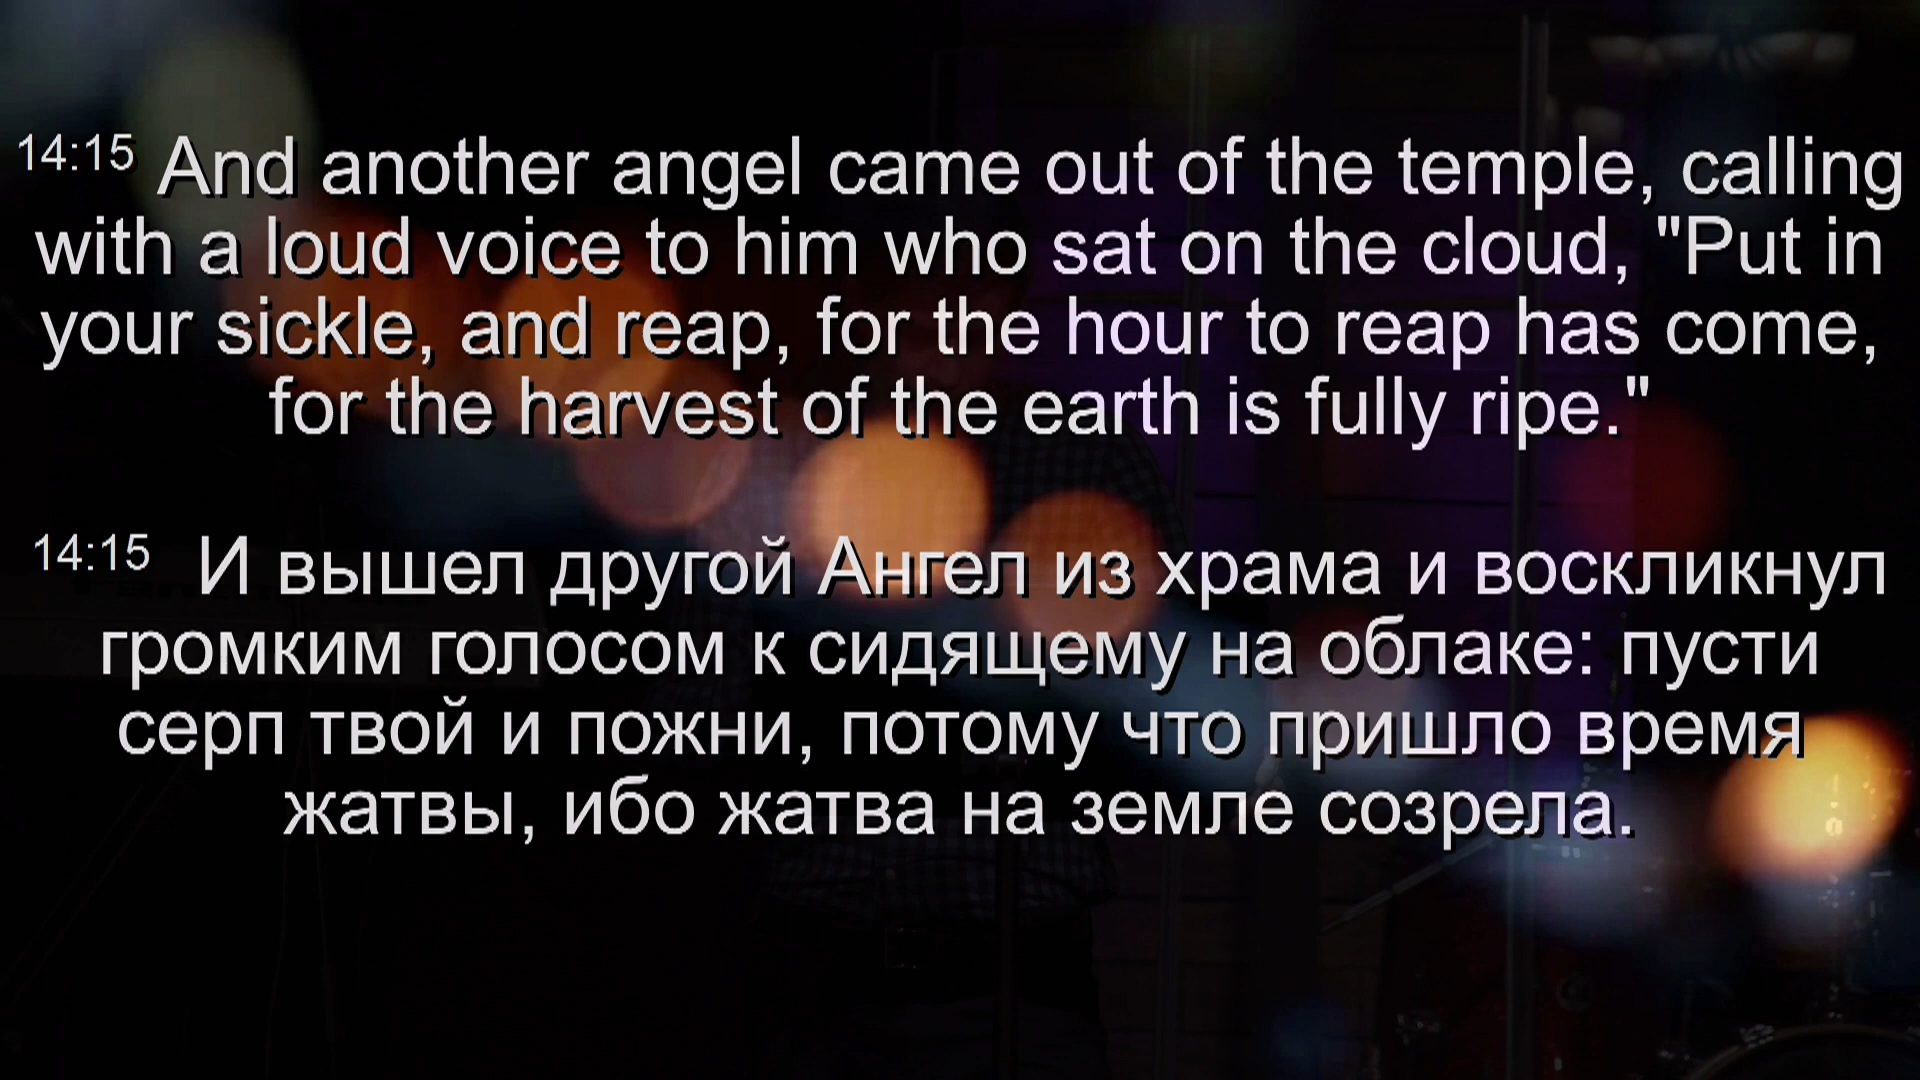 14:15 And another angel came out of the temple, calling
with a loud voice to him who sat on the cloud, "Put in
your sickle, and reap, for the hour to reap has come,
for the harvest of the earth is fully ripe."
14:15 И вышел другой Ангел из храма и воскликнул
громким голосом к сидящему на облаке: пусти
серп твой и пожни, потому что пришло время
жатвы, ибо жатва на земле созрела.